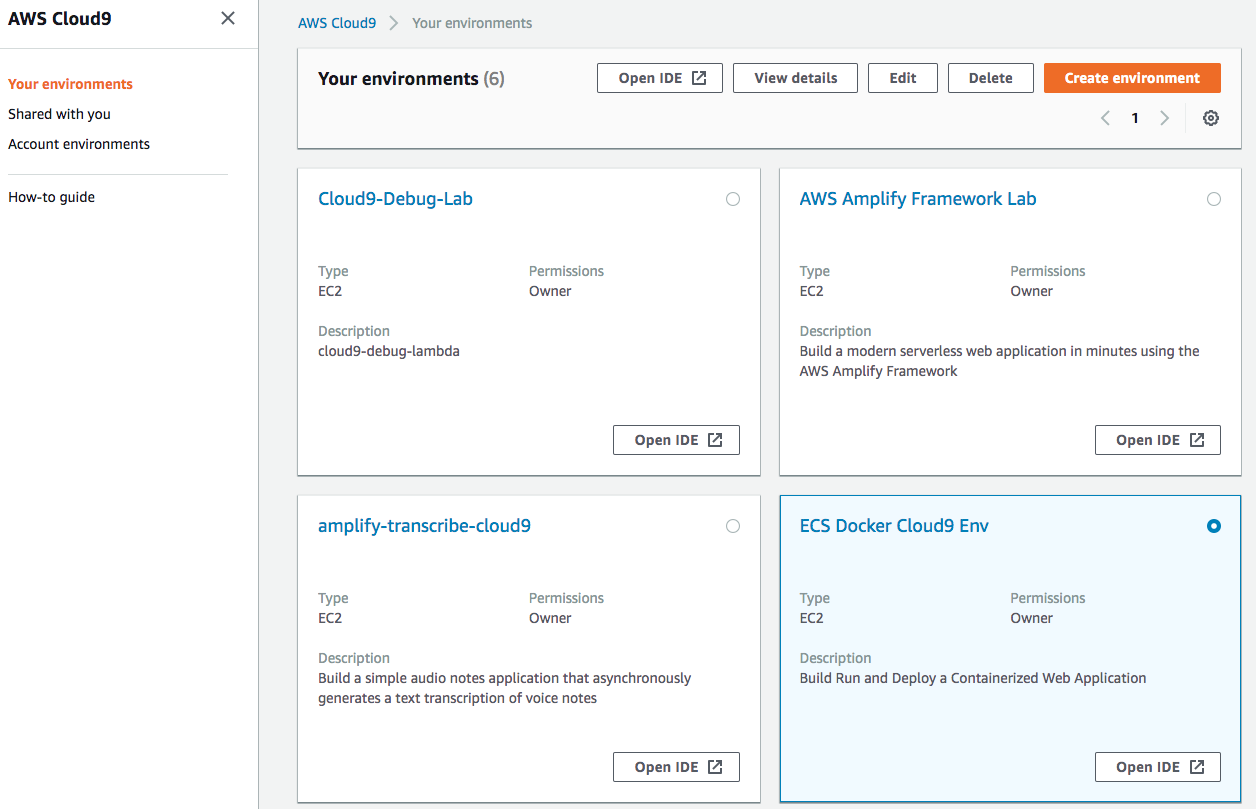 AWS Cloud9
Your environments
Shared with you
Account environments
How-to guide
AWS Cloud9 Your environments
Your environments (6)
Open IDE View details Edit Delete Create environment
1
Cloud9-Debug-Lab
Type Permissions
EC2 Owner
Description
cloud9-debug-lambda
Open IDE
AWS Amplify Framework Lab
Type Permissions
EC2 Owner
Description
Build a modern serverless web application in minutes using the
AWS Amplify Framework
Open IDE
amplify-transcribe-cloud9
Type Permissions
EC2 Owner
Description
Build a simple audio notes application that asynchronously
generates a text transcription of voice notes
Open IDE
ECS Docker Cloud9 Env
Type Permissions
EC2 Owner
Description
Build Run and Deploy a Containerized Web Application
Open IDE